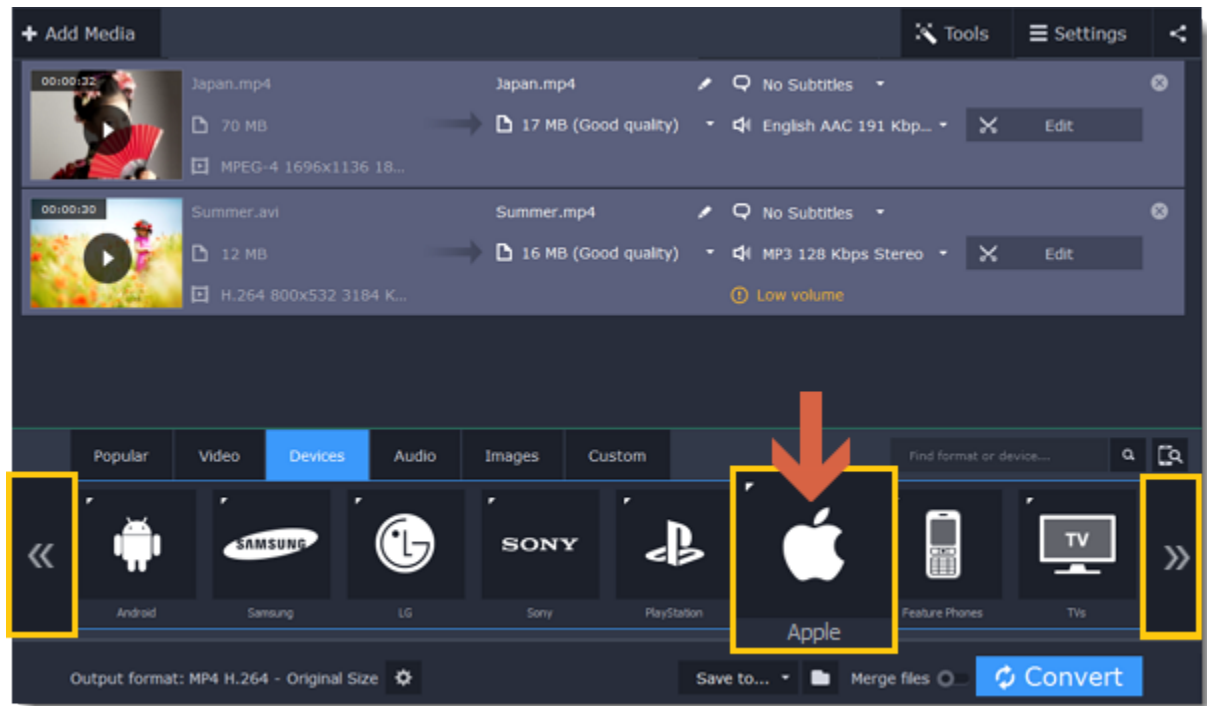 Add Media
Tools
Settings
00:00:32
Japan.mp4
Japan.mp4
No Subtitles
70 MB
17 MB (Good quality)
English AAC 191 Kbp...
Edit
MPEG-4 1696x1136 18...
00:00:30
Summer.avi
Summer.mp4
No Subtitles
12 MB
16 MB (Good quality)
MP3 128 Kbps Stereo
Edit
H.264 800x532 3184 K...
Low volume
Popular
Video
Devices
Audio
Images
Custom
Find format or device...
SAMSUNG
LG
SONY
TV
Android
Samsung
LG
Sony
PlayStation
Apple
Feature Phones
TVs
Output format: MP4 H.264 - Original Size
Save to...
Merge files
Convert